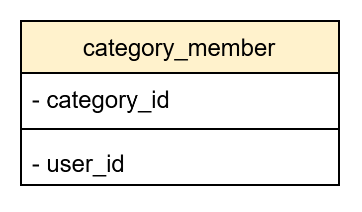 category_member
- category_id
- user_id